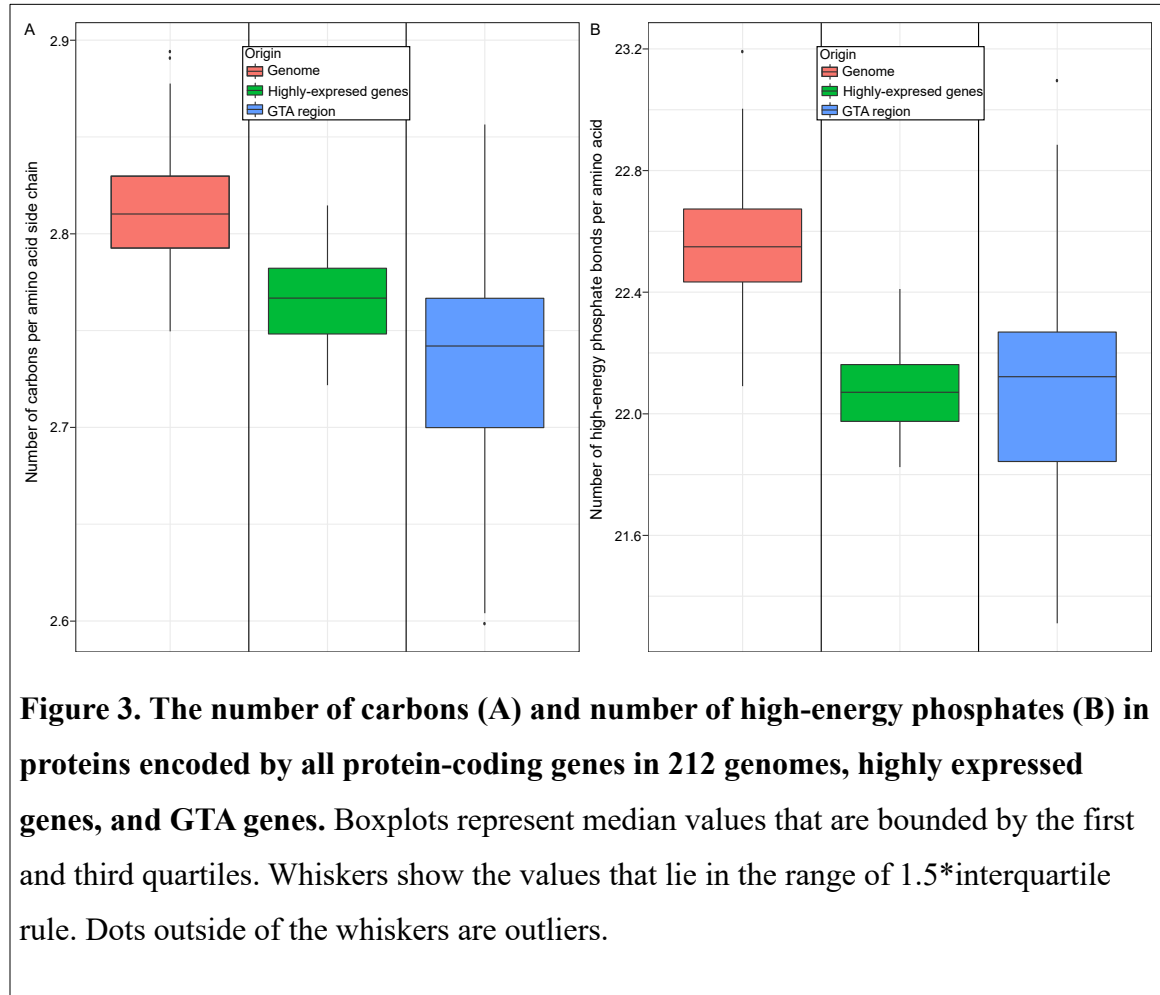 A
Number of carbons per amino acid side chain
2.9
2.8
2.7
2.6
Origin
Genome
Highly-expresed genes
GTA region
B
Number of high-energy phosphate bonds per amino acid
23.2
22.8
22.4
22.0
21.6
Origin
Genome
Highly-expresed genes
GTA region
Figure 3. The number of carbons (A) and number of high-energy phosphates (B) in
proteins encoded by all protein-coding genes in 212 genomes, highly expressed
genes, and GTA genes. Boxplots represent median values that are bounded by the first
and third quartiles. Whiskers show the values that lie in the range of 1.5*interquartile
rule. Dots outside of the whiskers are outliers.